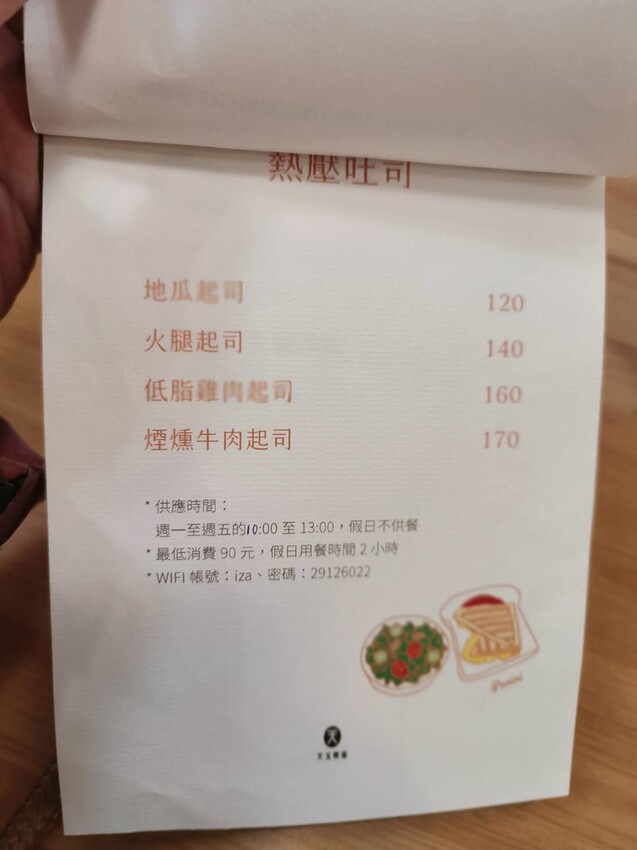 熱壓吐司
地瓜起司 120
火腿起司 140
低脂雞肉起司 160
煙燻牛肉起司 170
* 供應時間：
週一至週五的10:00 至 13:00，假日不供餐
* 最低消費 90 元，假日用餐時間 2 小時
* WIFI 帳號：iza、密碼：29126022